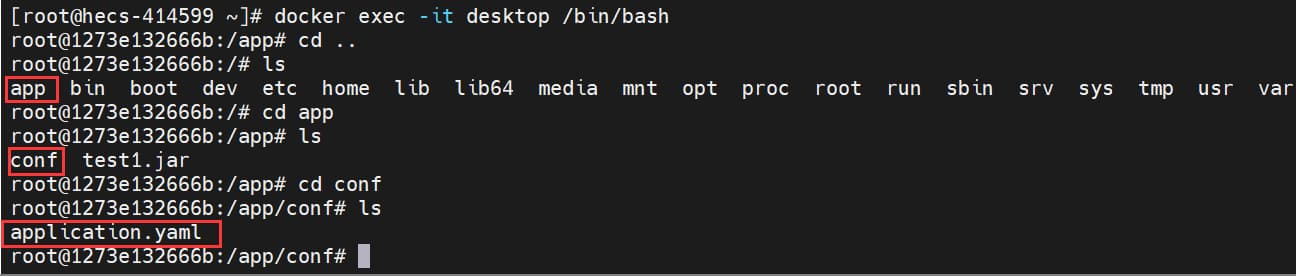 [root@hecs-414599 ~]# docker exec -it desktop /bin/bash
root@1273e132666b:/app# cd ..
root@1273e132666b:/# ls
app bin boot dev etc home lib lib64 media mnt opt proc root run sbin srv sys tmp usr var
root@1273e132666b:/# cd app
root@1273e132666b:/app# ls
conf test1.jar
root@1273e132666b:/app# cd conf
root@1273e132666b:/app/conf# ls
application.yaml
root@1273e132666b:/app/conf#